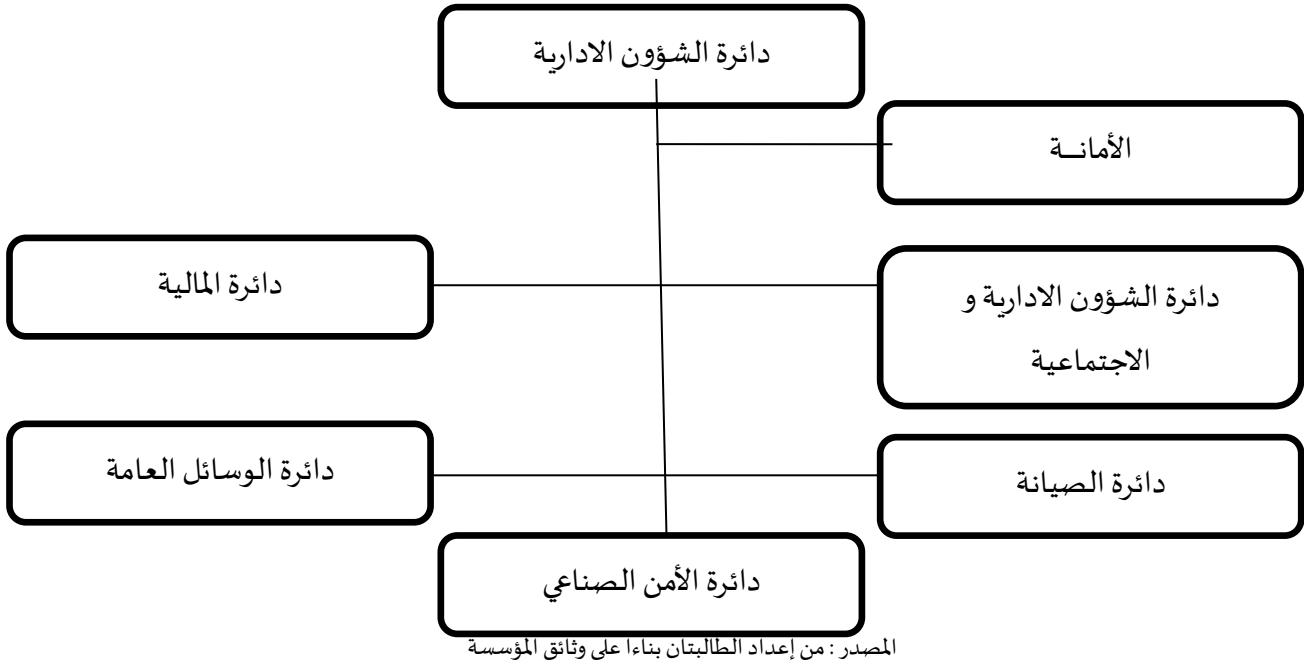 دائرة الشؤون الادارية
الأمانــة
دائرة المالية
دائرة الشؤون الادارية و
الاجتماعية
دائرة الوسائل العامة
دائرة الصيانة
دائرة الأمن الصناعي
المصدر : من إعداد الطالبتان بناءا على وثائق المؤسسة